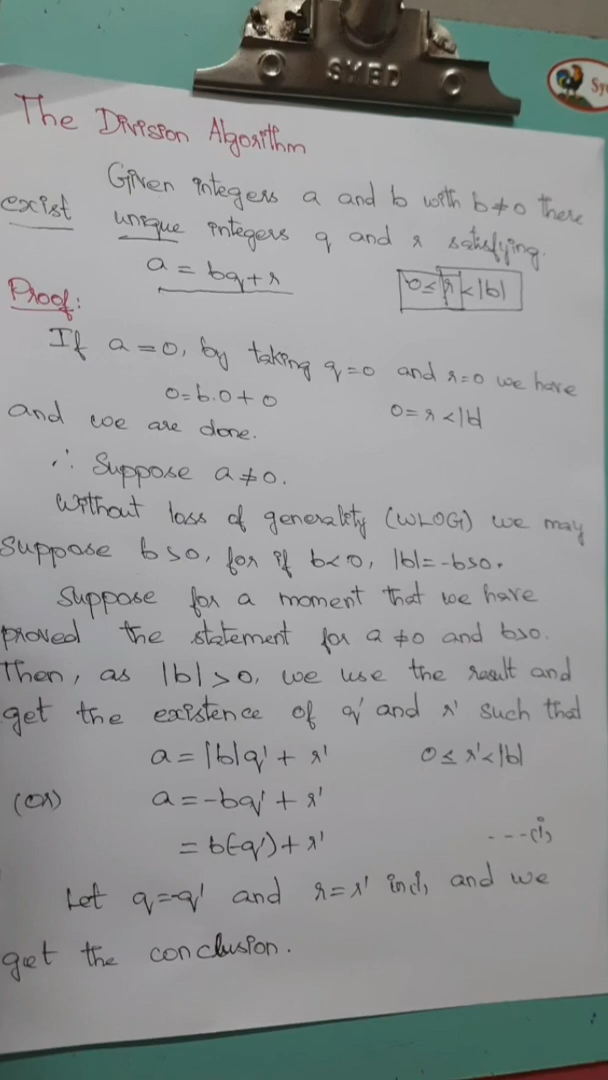 SKED
Sy
The Division Algorithm
Given integers a and b with b≠0 there
exist unique integers q and r satisfying.
a = bq+r
0≤r<|b|
Proof:
If a=0, by taking q=0 and r=0 we have
0=b.0+0
0=r<|b|
and we are done.
∴ Suppose a≠0.
Without loss of generality (WLOG) we may
suppose b>0, for if b<0, |b|=-b>0.
Suppose for a moment that we have
proved the statement for a≠0 and b>0.
Then, as |b|>0, we use the result and
get the existence of q' and r' such that
a=|b|q'+r'
0≤r'<|b|
(or) a=-bq'+r'
=b(-q')+r'
---(i)
Let q=-q' and r=r' in (i) and we
get the conclusion.